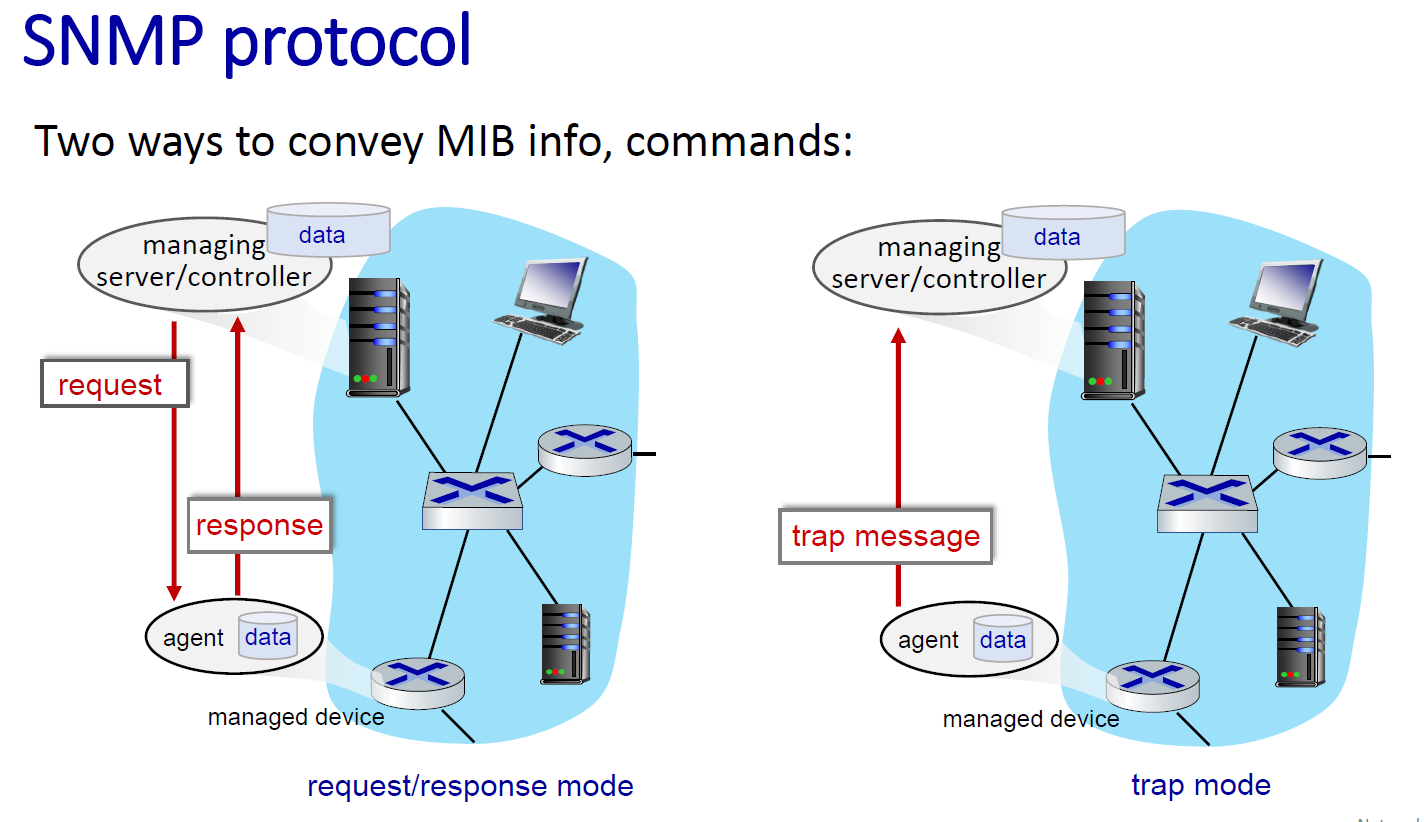 SNMP protocol
Two ways to convey MIB info, commands:
data
managing
server/controller
request
response
agent
data
managed device
request/response mode
data
managing
server/controller
trap message
agent
data
managed device
trap mode